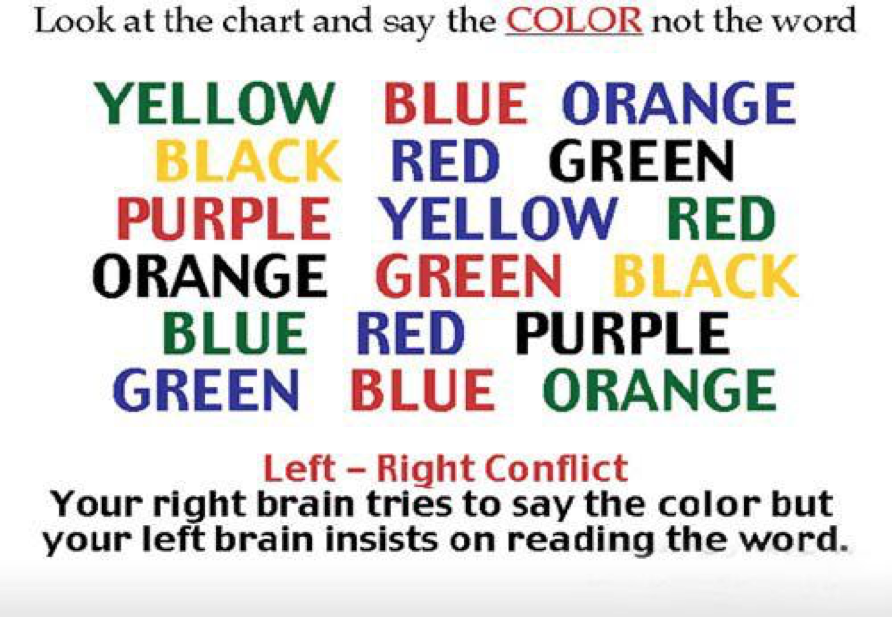 Look at the chart and say the COLOR not the word
YELLOW BLUE ORANGE
BLACK RED GREEN
PURPLE YELLOW RED
ORANGE GREEN BLACK
BLUE RED PURPLE
GREEN BLUE ORANGE
Left – Right Conflict
Your right brain tries to say the color but
your left brain insists on reading the word.